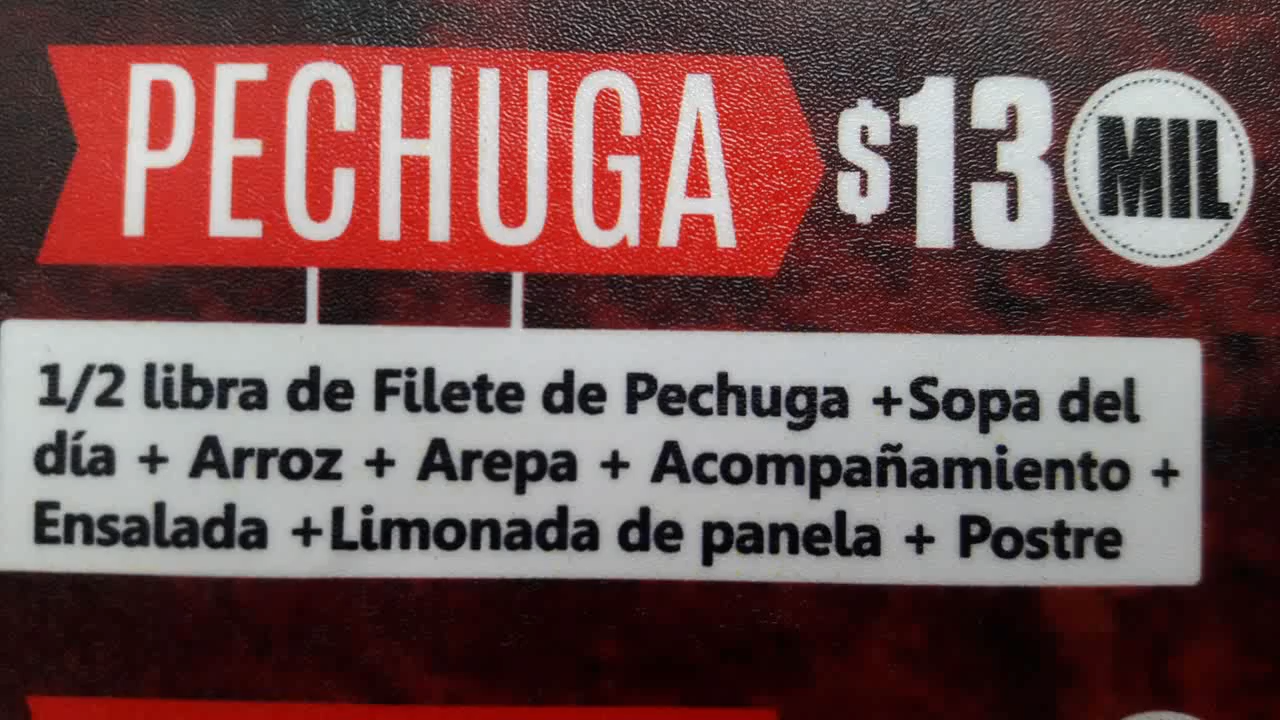 PECHUGA $13 MIL
1/2 libra de Filete de Pechuga +Sopa del
día + Arroz + Arepa + Acompañamiento +
Ensalada +Limonada de panela + Postre